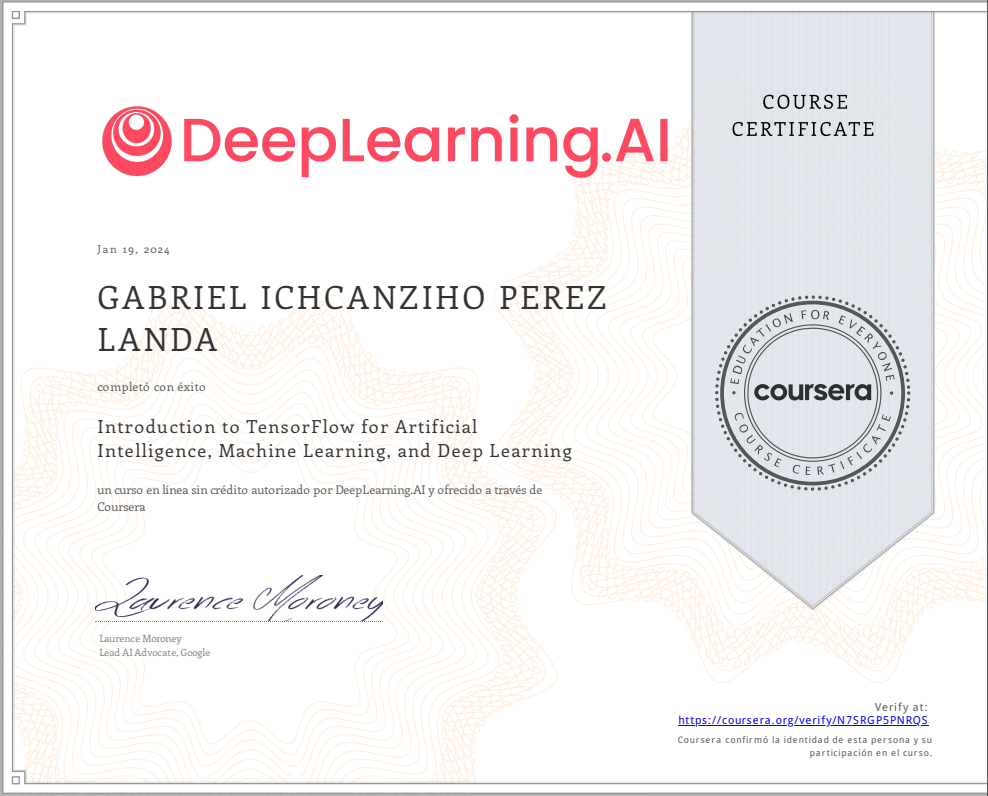 DeepLearning.AI
COURSE
CERTIFICATE
Jan 19, 2024
GABRIEL ICHCANZIHO PEREZ
LANDA
completó con éxito
Introduction to TensorFlow for Artificial
Intelligence, Machine Learning, and Deep Learning
un curso en línea sin crédito autorizado por DeepLearning.AI y ofrecido a través de
Coursera
EDUCATION FOR EVERYONE
coursera
COURSE CERTIFICATE
Laurence Moroney
Laurence Moroney
Lead AI Advocate, Google
Verify at:
https://coursera.org/verify/N7SRGP5PNRQS
Coursera confirmó la identidad de esta persona y su
participación en el curso.